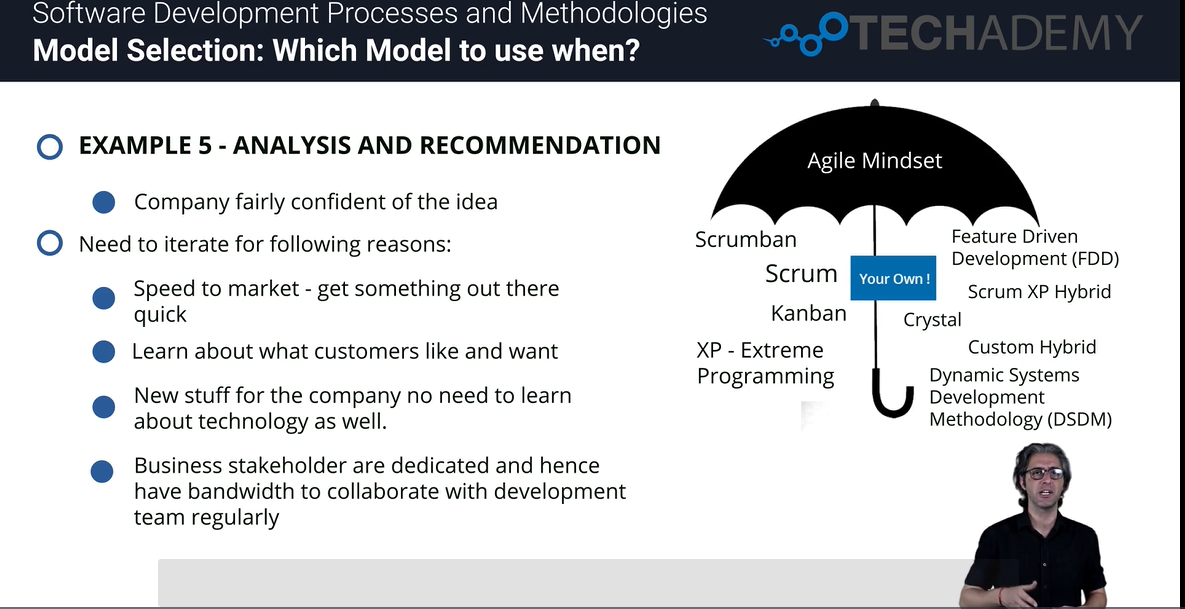 Software Development Processes and Methodologies
Model Selection: Which Model to use when?
TECHADEMY
EXAMPLE 5 - ANALYSIS AND RECOMMENDATION
Company fairly confident of the idea
Need to iterate for following reasons:
Speed to market - get something out there
quick
Learn about what customers like and want
New stuff for the company no need to learn
about technology as well.
Business stakeholder are dedicated and hence
have bandwidth to collaborate with development
team regularly
Agile Mindset
Scrumban
Scrum
Kanban
XP - Extreme
Programming
Your Own !
Feature Driven
Development (FDD)
Scrum XP Hybrid
Crystal
Custom Hybrid
Dynamic Systems
Development
Methodology (DSDM)